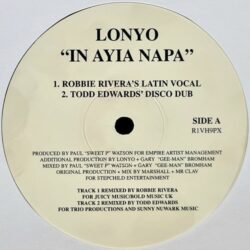 LONYO
"IN AYIA NAPA"
1. ROBBIE RIVERA'S LATIN VOCAL
2. TODD EDWARDS' DISCO DUB
SIDE A
R1VH9PX
PRODUCED BY PAUL "SWEET P" WATSON FOR EMPIRE ARTIST MANAGEMENT
ADDITIONAL PRODUCTION BY LONYO + GARY "GEE-MAN" BROMHAM
MIXED BY PAUL "SWEET P" WATSON + GARY "GEE-MAN" BROMHAM
ORIGINAL PRODUCTION + MIX BY MARSHALL + MR CLAV
FOR STEPCHILD ENTERTAINMENT
TRACK 1 REMIXED BY ROBBIE RIVERA
FOR JUICY MUSIC/BOLD MUSIC UK
TRACK 2 REMIXED BY TODD EDWARDS
FOR TRIO PRODUCTIONS AND SUNNY NUWARK MUSIC